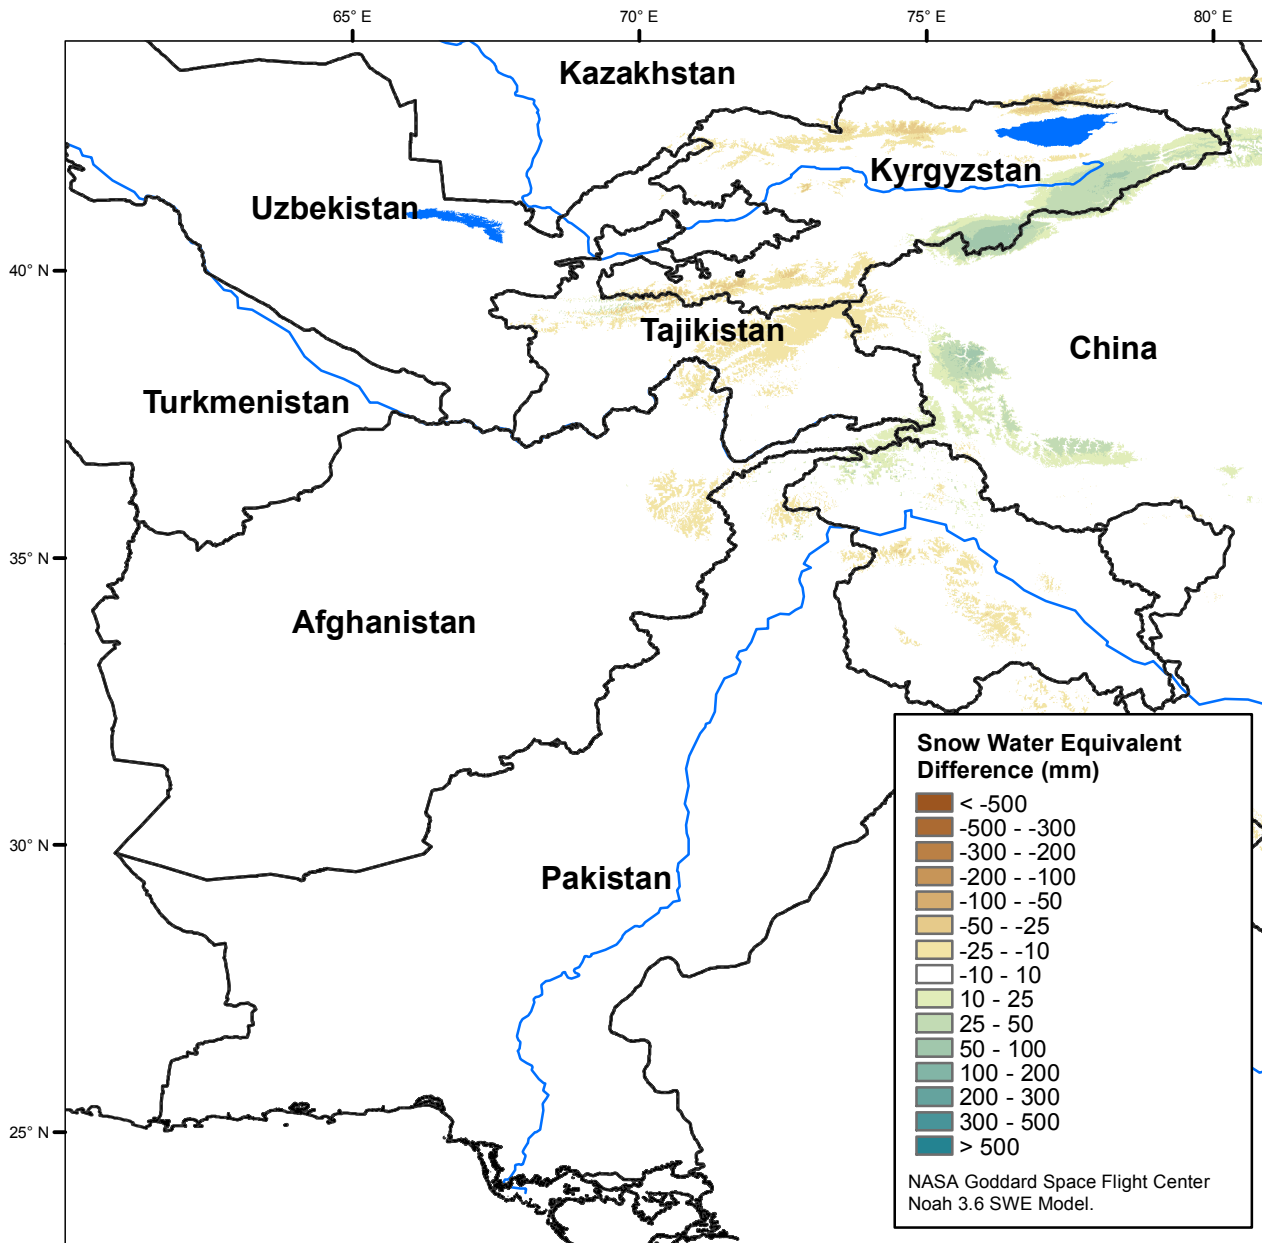 65° E
70° E
75° E
80° E
Kazakhstan
Kyrgyzstan
Uzbekistan
40° N
Tajikistan
China
Turkmenistan
35° N
Afghanistan
Snow Water Equivalent
Difference (mm)
< -500
-500 - -300
-300 - -200
-200 - -100
-100 - -50
-50 - -25
-25 - -10
-10 - 10
10 - 25
25 - 50
50 - 100
100 - 200
200 - 300
300 - 500
> 500
NASA Goddard Space Flight Center
Noah 3.6 SWE Model.
30° N
Pakistan
25° N